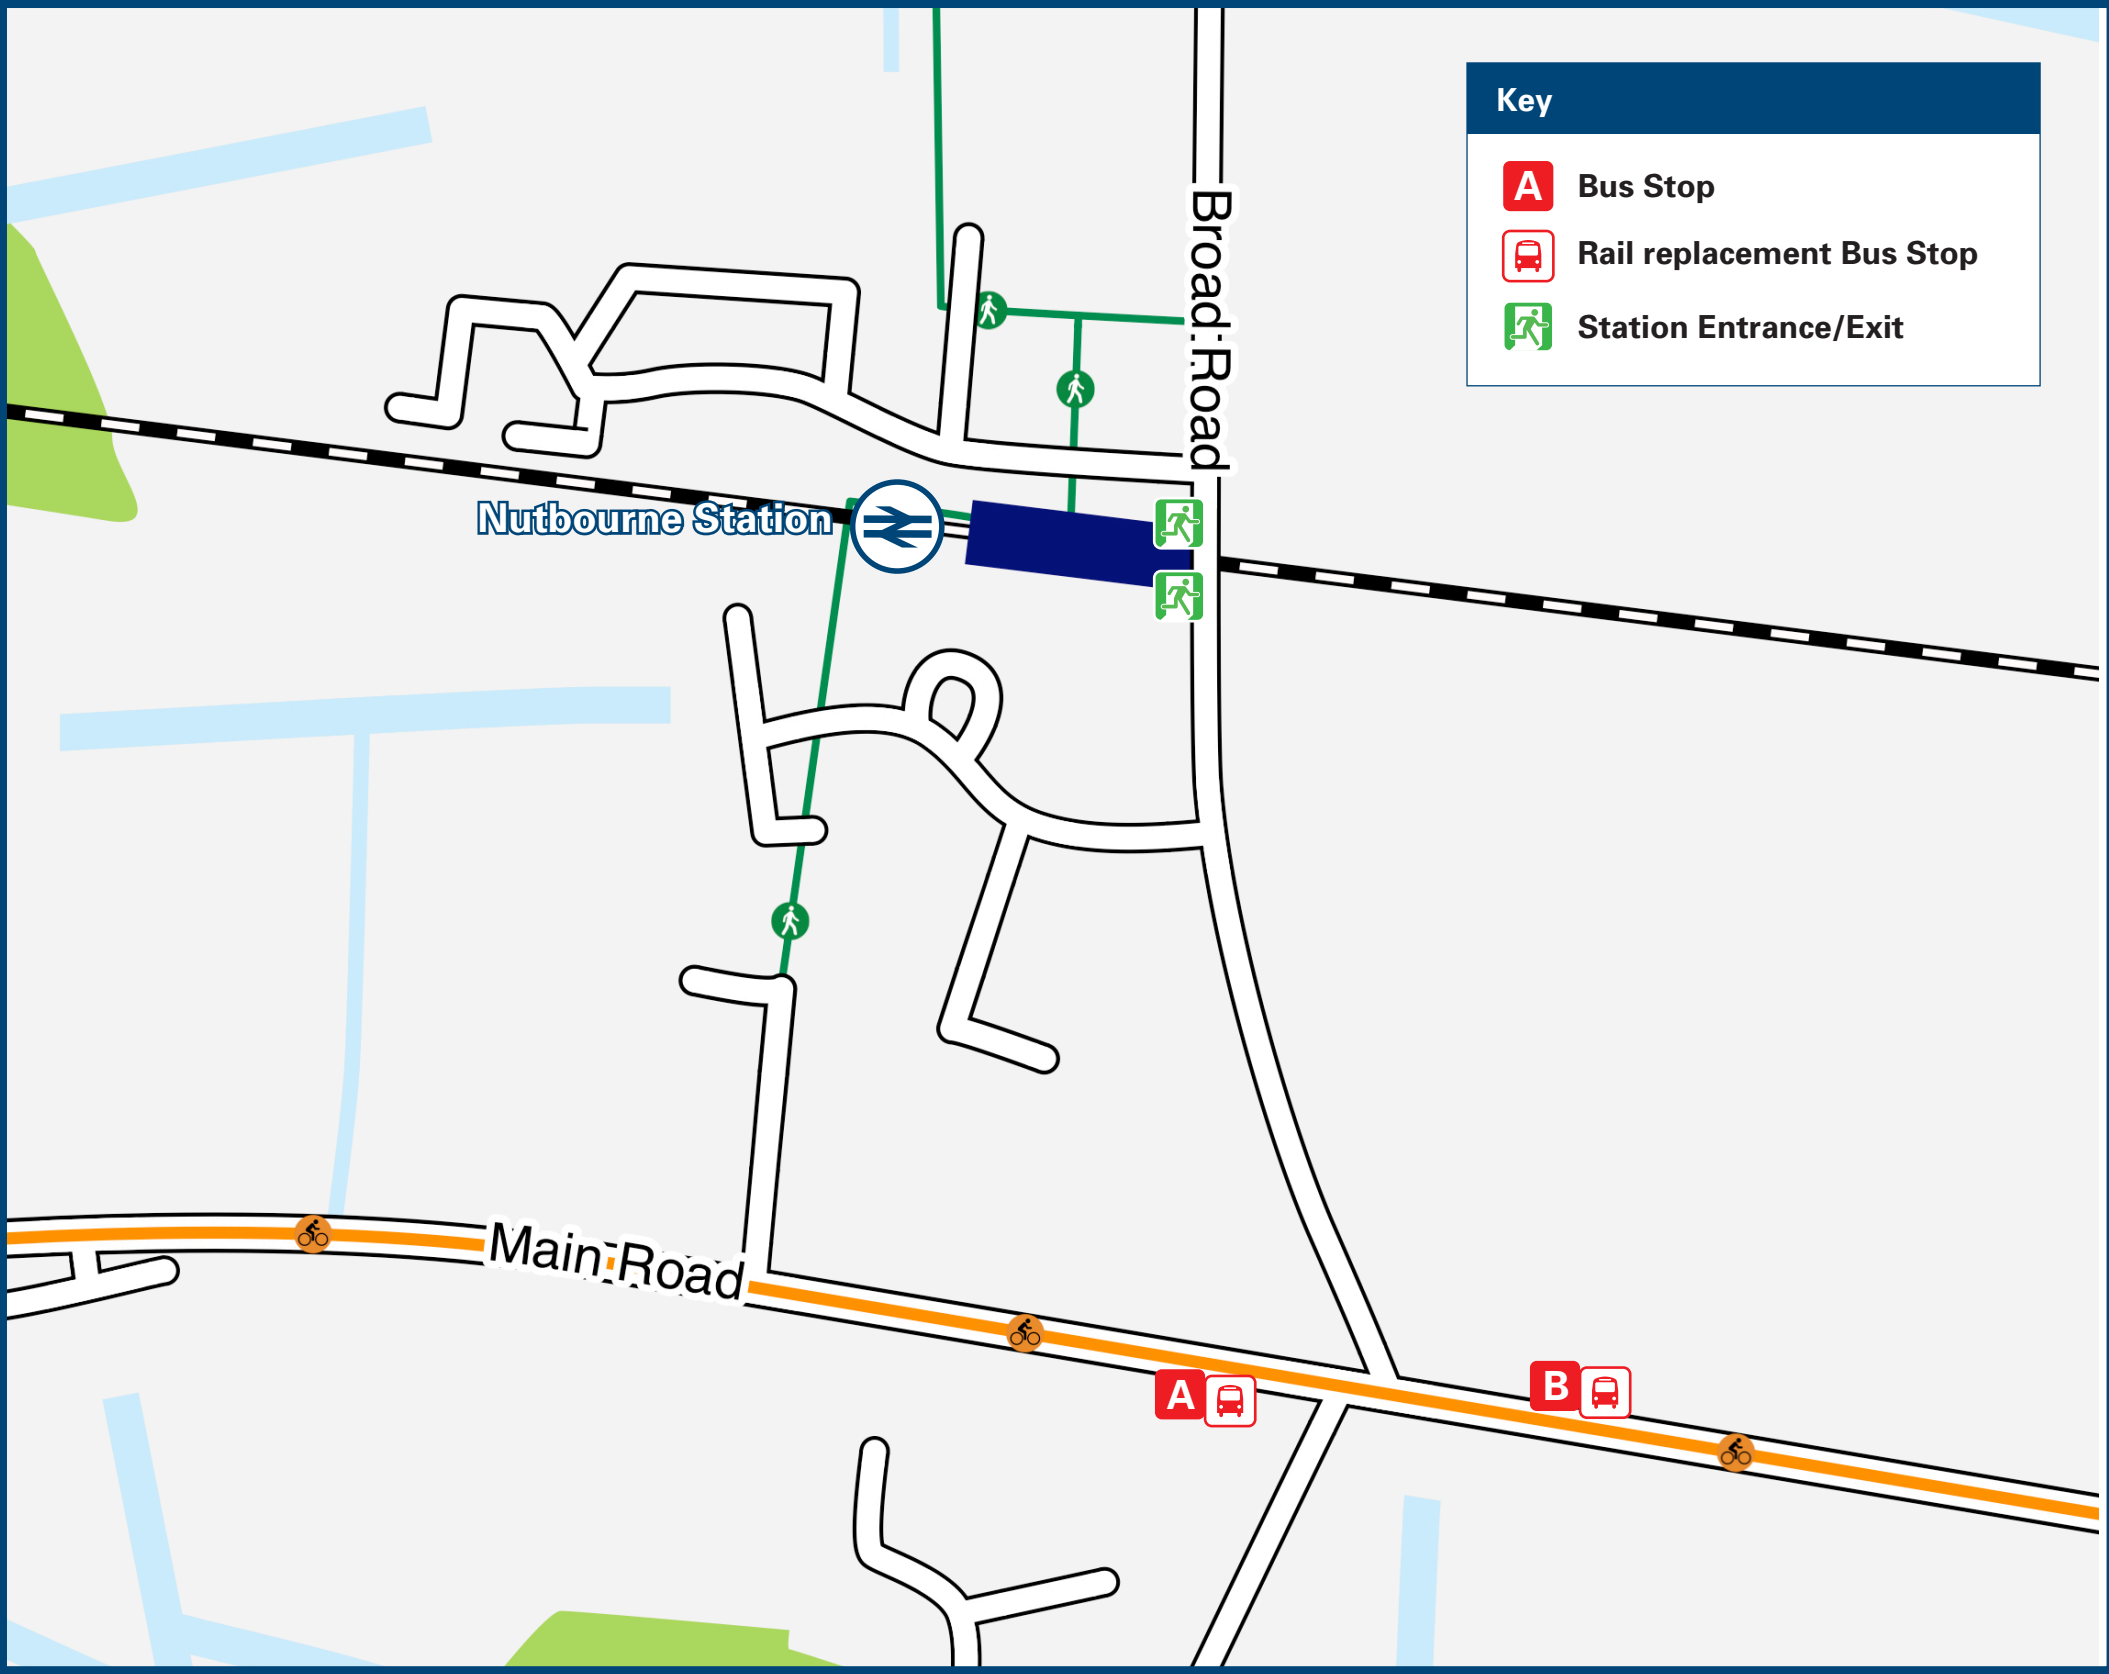 Key
A Bus Stop
Rail replacement Bus Stop
Station Entrance/Exit
Broad Road
Nutbourne Station
Main Road
A
B